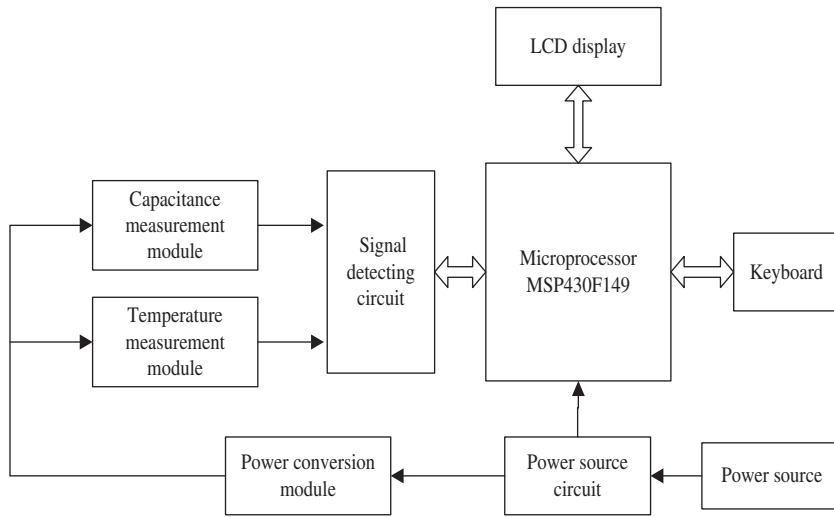 LCD display
Capacitance
measurement
module
Signal
detecting
circuit
Microprocessor
MSP430F149
Keyboard
Temperature
measurement
module
Power conversion
module
Power source
circuit
Power source